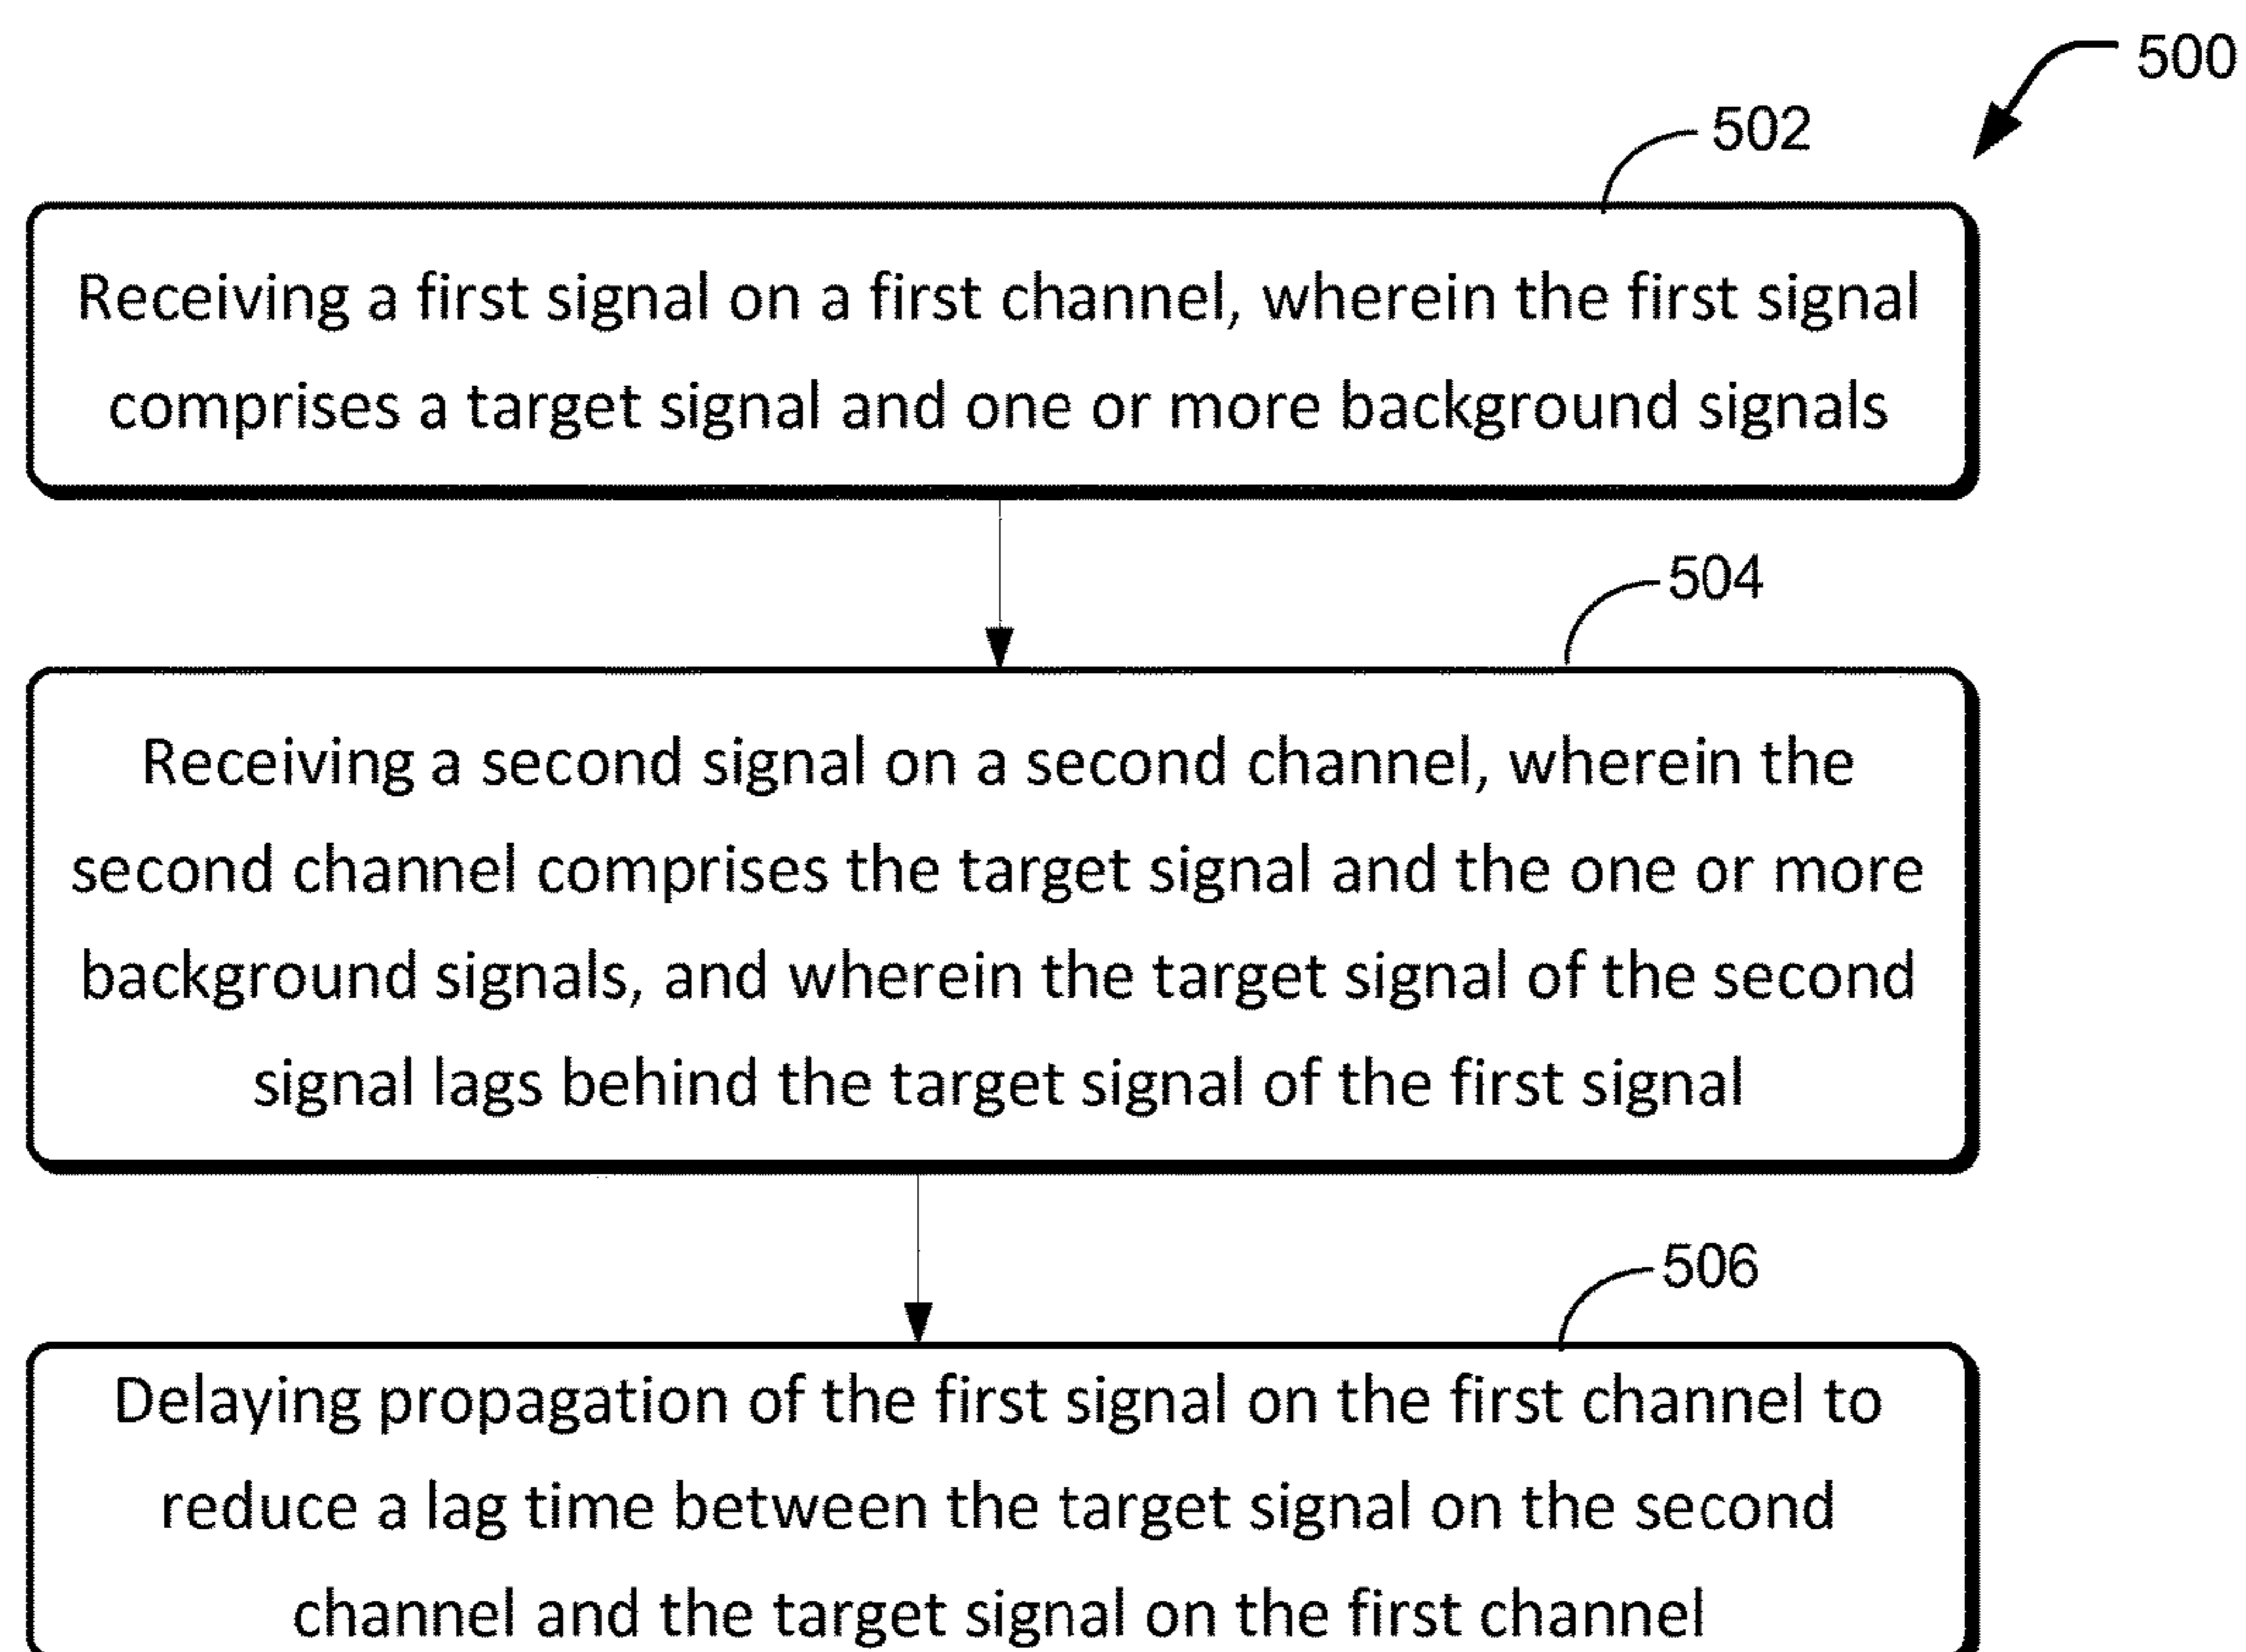 500
502
Receiving a first signal on a first channel, wherein the first signal
comprises a target signal and one or more background signals
504
Receiving a second signal on a second channel, wherein the
second channel comprises the target signal and the one or more
background signals, and wherein the target signal of the second
signal lags behind the target signal of the first signal
506
Delaying propagation of the first signal on the first channel to
reduce a lag time between the target signal on the second
channel and the target signal on the first channel